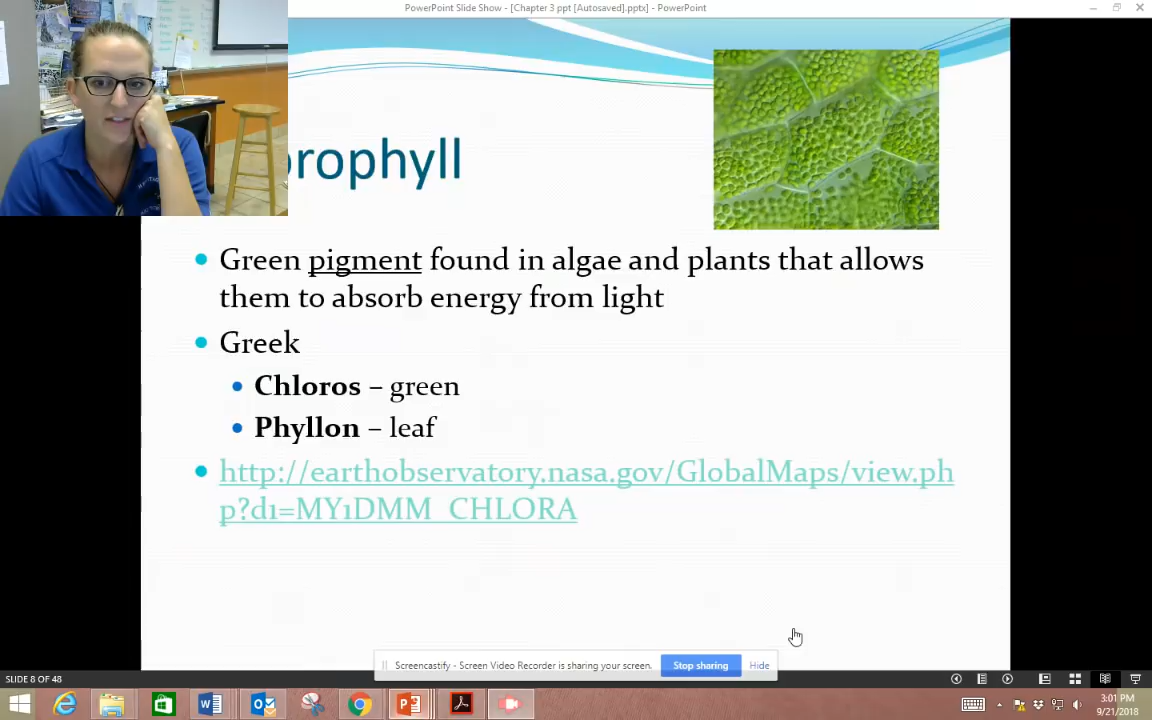 PowerPoint Slide Show - [Chapter 3 ppt [Autosaved].pptx] - PowerPoint
rophyll
Green pigment found in algae and plants that allows
them to absorb energy from light
Greek
Chloros – green
Phyllon – leaf
http://earthobservatory.nasa.gov/GlobalMaps/view.ph
p?d1=MY1DMM_CHLORA
Screencastify - Screen Video Recorder is sharing your screen.
Stop sharing
Hide
SLIDE 8 OF 48
3:01 PM
9/21/2018